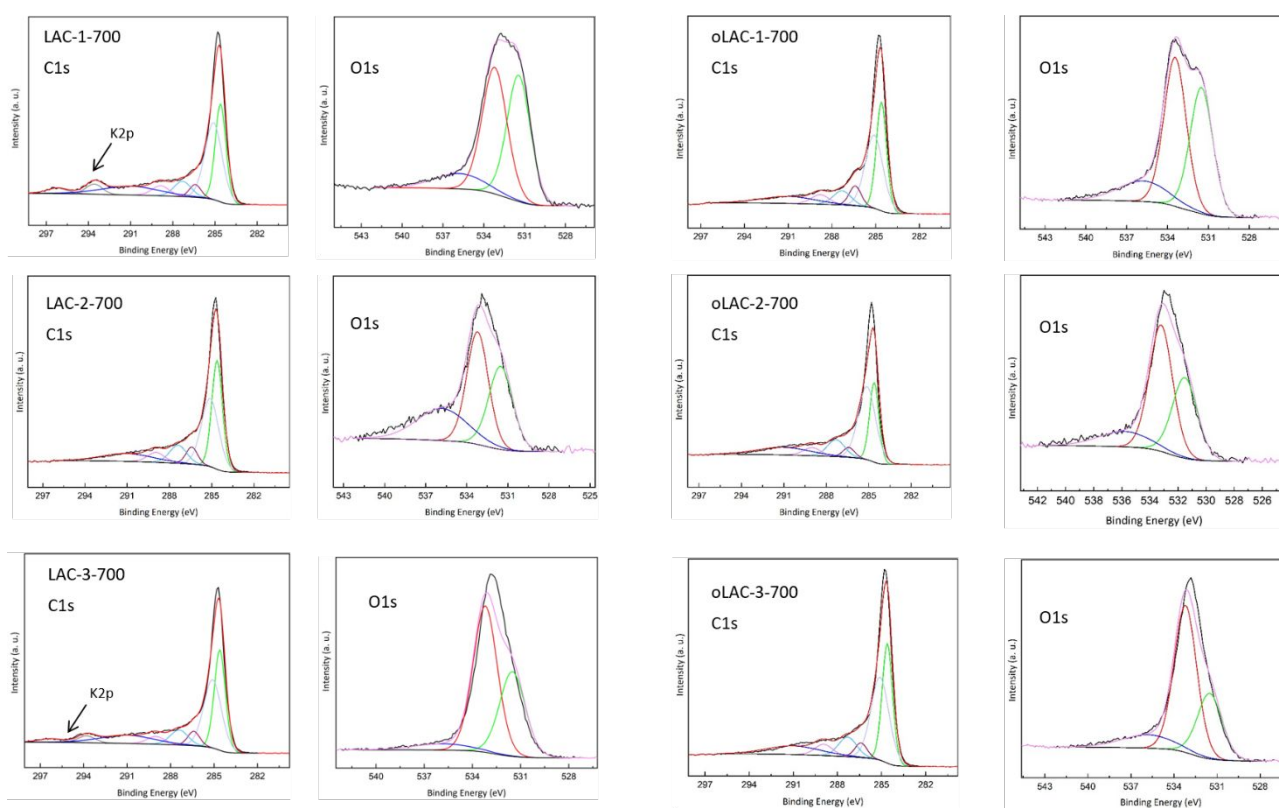 LAC-1-700
C1s
K2p
Intensity (a. u.)
297 294 291 288 285 282
Binding Energy (eV)
O1s
Intensity (a. u.)
543 540 537 534 531 528
Binding Energy (eV)
oLAC-1-700
C1s
Intensity (a. u.)
297 294 291 288 285 282
Binding Energy (eV)
O1s
Intensity (a. u.)
543 540 537 534 531 528
Binding Energy (eV)
LAC-2-700
C1s
Intensity (a. u.)
297 294 291 288 285 282
Binding Energy (eV)
O1s
Intensity (a. u.)
543 540 537 534 531 528 525
Binding Energy (eV)
oLAC-2-700
C1s
Intensity (a. u.)
297 294 291 288 285 282
Binding Energy (eV)
O1s
Intensity (a. u.)
542 540 538 536 534 532 530 528 526
Binding Energy (eV)
LAC-3-700
C1s
K2p
Intensity (a. u.)
297 294 291 288 285 282
Binding Energy (eV)
O1s
Intensity (a. u.)
540 537 534 531 528
Binding Energy (eV)
oLAC-3-700
C1s
Intensity (a. u.)
297 294 291 288 285 282
Binding Energy (eV)
O1s
Intensity (a. u.)
543 540 537 534 531 528
Binding Energy (eV)